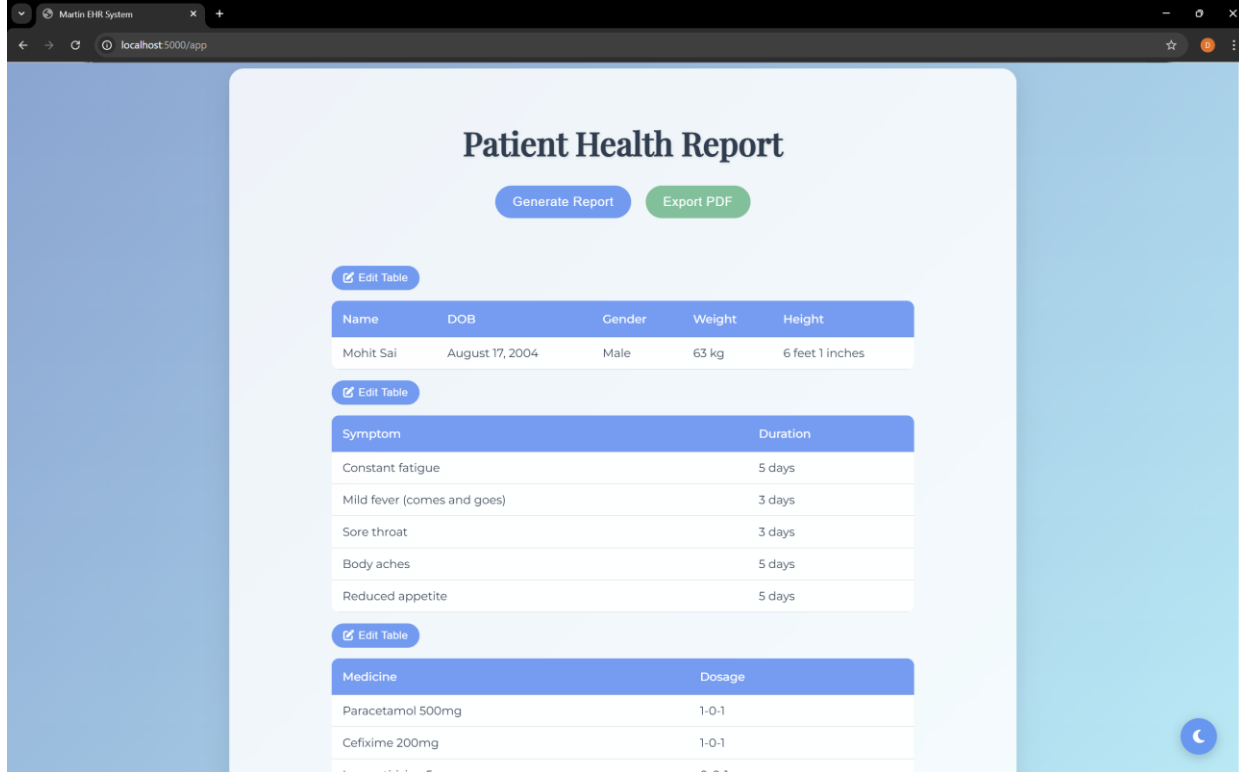 Martin EHR System
localhost:5000/app
D
Patient Health Report
Generate Report Export PDF
Edit Table
Name DOB Gender Weight Height
Mohit Sai August 17, 2004 Male 63 kg 6 feet 1 inches
Edit Table
Symptom Duration
Constant fatigue 5 days
Mild fever (comes and goes) 3 days
Sore throat 3 days
Body aches 5 days
Reduced appetite 5 days
Edit Table
Medicine Dosage
Paracetamol 500mg 1-0-1
Cefixime 200mg 1-0-1